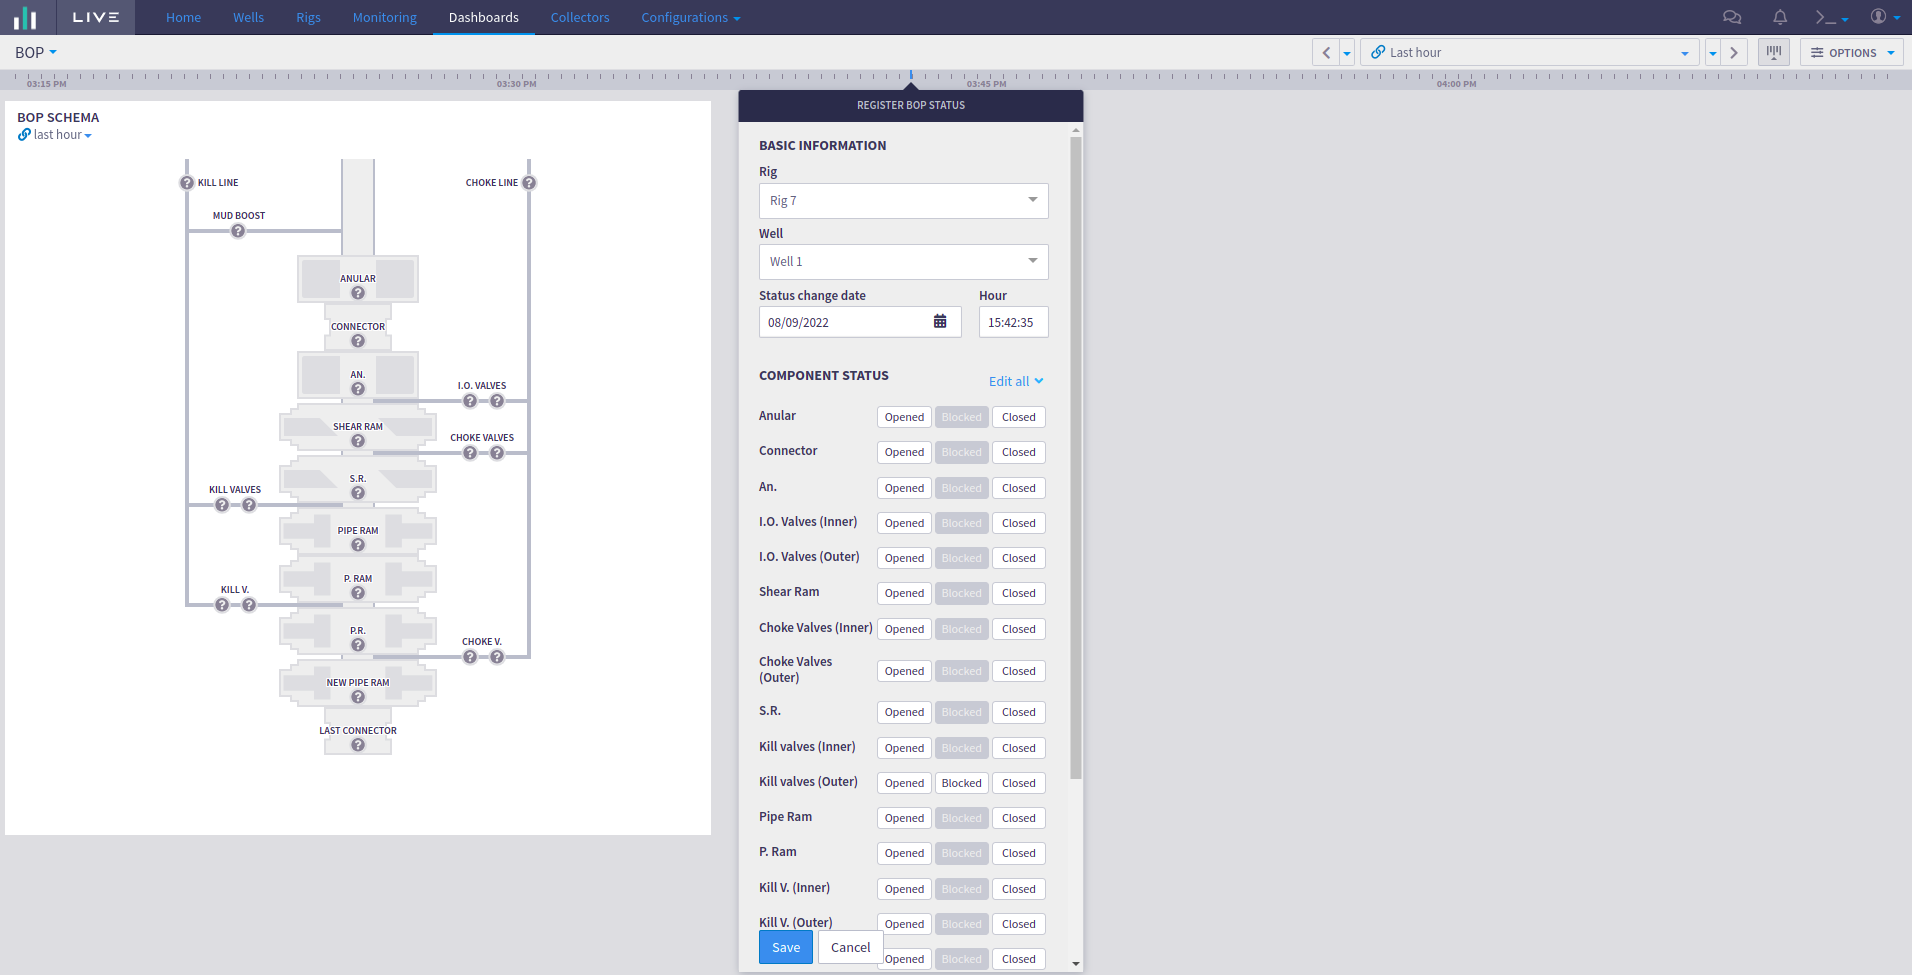 LIVE Home Wells Rigs Monitoring Dashboards Collectors Configurations
BOP Last hour OPTIONS
03:15 PM 03:30 PM 03:45 PM 04:00 PM
BOP SCHEMA
last hour
KILL LINE CHOKE LINE
MUD BOOST
ANULAR
CONNECTOR
AN.
I.O. VALVES
SHEAR RAM
CHOKE VALVES
S.R.
KILL VALVES
PIPE RAM
P. RAM
KILL V.
P.R.
CHOKE V.
NEW PIPE RAM
LAST CONNECTOR
REGISTER BOP STATUS
BASIC INFORMATION
Rig
Rig 7
Well
Well 1
Status change date Hour
08/09/2022 15:42:35
COMPONENT STATUS Edit all
Anular Opened Blocked Closed
Connector Opened Blocked Closed
An. Opened Blocked Closed
I.O. Valves (Inner) Opened Blocked Closed
I.O. Valves (Outer) Opened Blocked Closed
Shear Ram Opened Blocked Closed
Choke Valves (Inner) Opened Blocked Closed
Choke Valves
(Outer) Opened Blocked Closed
S.R. Opened Blocked Closed
Kill valves (Inner) Opened Blocked Closed
Kill valves (Outer) Opened Blocked Closed
Pipe Ram Opened Blocked Closed
P. Ram Opened Blocked Closed
Kill V. (Inner) Opened Blocked Closed
Kill V. (Outer) Opened Blocked Closed
Save Cancel Opened Blocked Closed